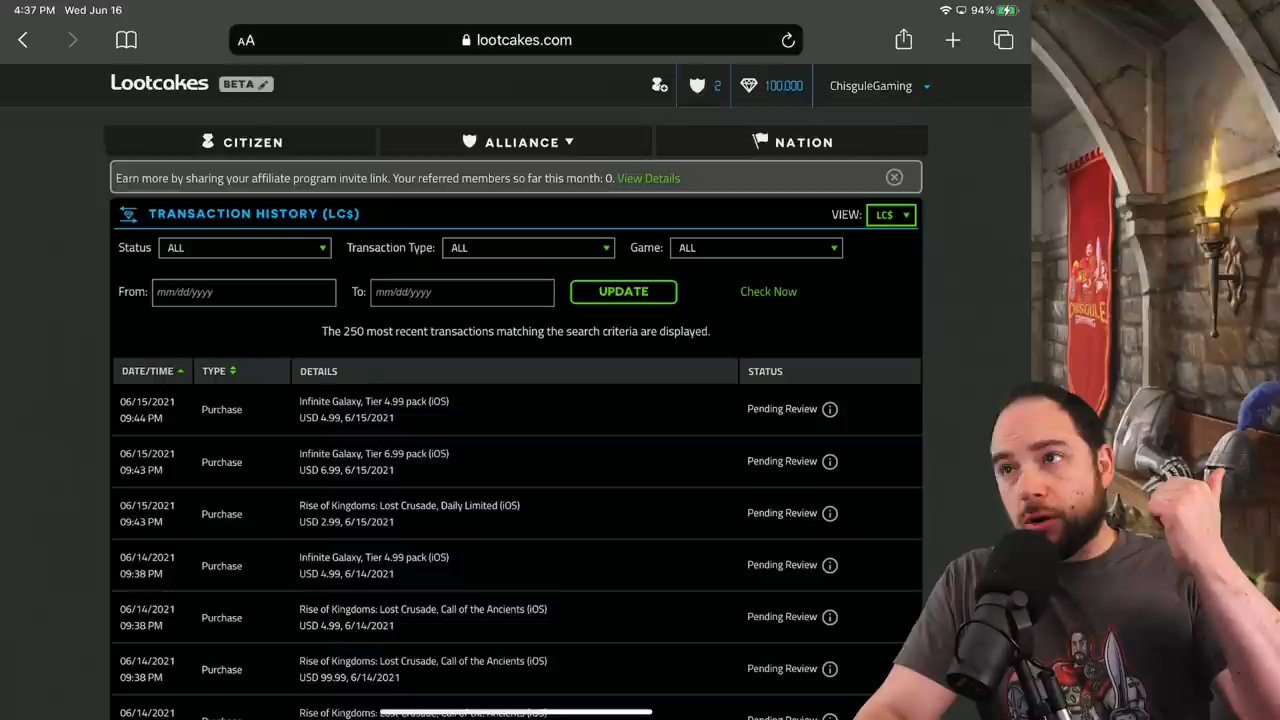 4:37 PM Wed Jun 16
94%
AA lootcakes.com
Lootcakes BETA
2 100.000 ChisguleGaming
CITIZEN ALLIANCE NATION
Earn more by sharing your affiliate program invite link. Your referred members so far this month: 0. View Details
TRANSACTION HISTORY (LC$) VIEW: LC$
Status ALL Transaction Type: ALL Game: ALL
From: mm/dd/yyyy To: mm/dd/yyyy UPDATE Check Now
The 250 most recent transactions matching the search criteria are displayed.
DATE/TIME TYPE DETAILS STATUS
06/15/2021 Infinite Galaxy, Tier 4.99 pack (iOS)
Purchase Pending Review
09:44 PM USD 4.99, 6/15/2021
06/15/2021 Infinite Galaxy, Tier 6.99 pack (iOS)
Purchase Pending Review
09:43 PM USD 6.99, 6/15/2021
06/15/2021 Rise of Kingdoms: Lost Crusade, Daily Limited (iOS)
Purchase Pending Review
09:43 PM USD 2.99, 6/15/2021
06/14/2021 Infinite Galaxy, Tier 4.99 pack (iOS)
Purchase Pending Review
09:38 PM USD 4.99, 6/14/2021
06/14/2021 Rise of Kingdoms: Lost Crusade, Call of the Ancients (iOS)
Purchase Pending Review
09:38 PM USD 4.99, 6/14/2021
06/14/2021 Rise of Kingdoms: Lost Crusade, Call of the Ancients (iOS)
Purchase Pending Review
09:38 PM USD 99.99, 6/14/2021
06/14/2021 Rise of Kingdoms:
CHISGULE
GAMING